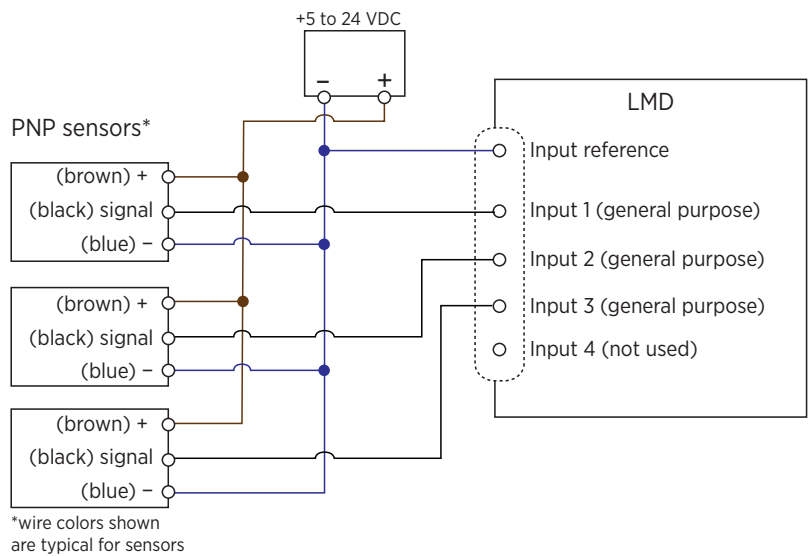 +5 to 24 VDC
– +
PNP sensors*
(brown) +
(black) signal
(blue) –
(brown) +
(black) signal
(blue) –
(brown) +
(black) signal
(blue) –
*wire colors shown
are typical for sensors
LMD
Input reference
Input 1 (general purpose)
Input 2 (general purpose)
Input 3 (general purpose)
Input 4 (not used)